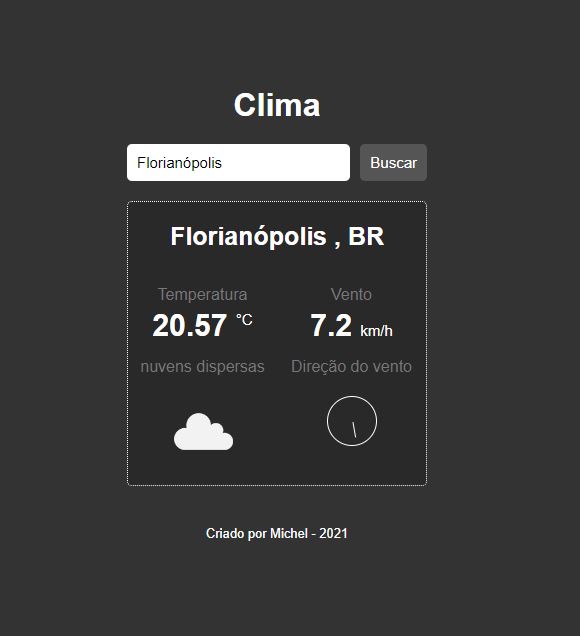 Clima
Florianópolis Buscar
Florianópolis , BR
Temperatura Vento
20.57 °C 7.2 km/h
nuvens dispersas Direção do vento
Criado por Michel - 2021